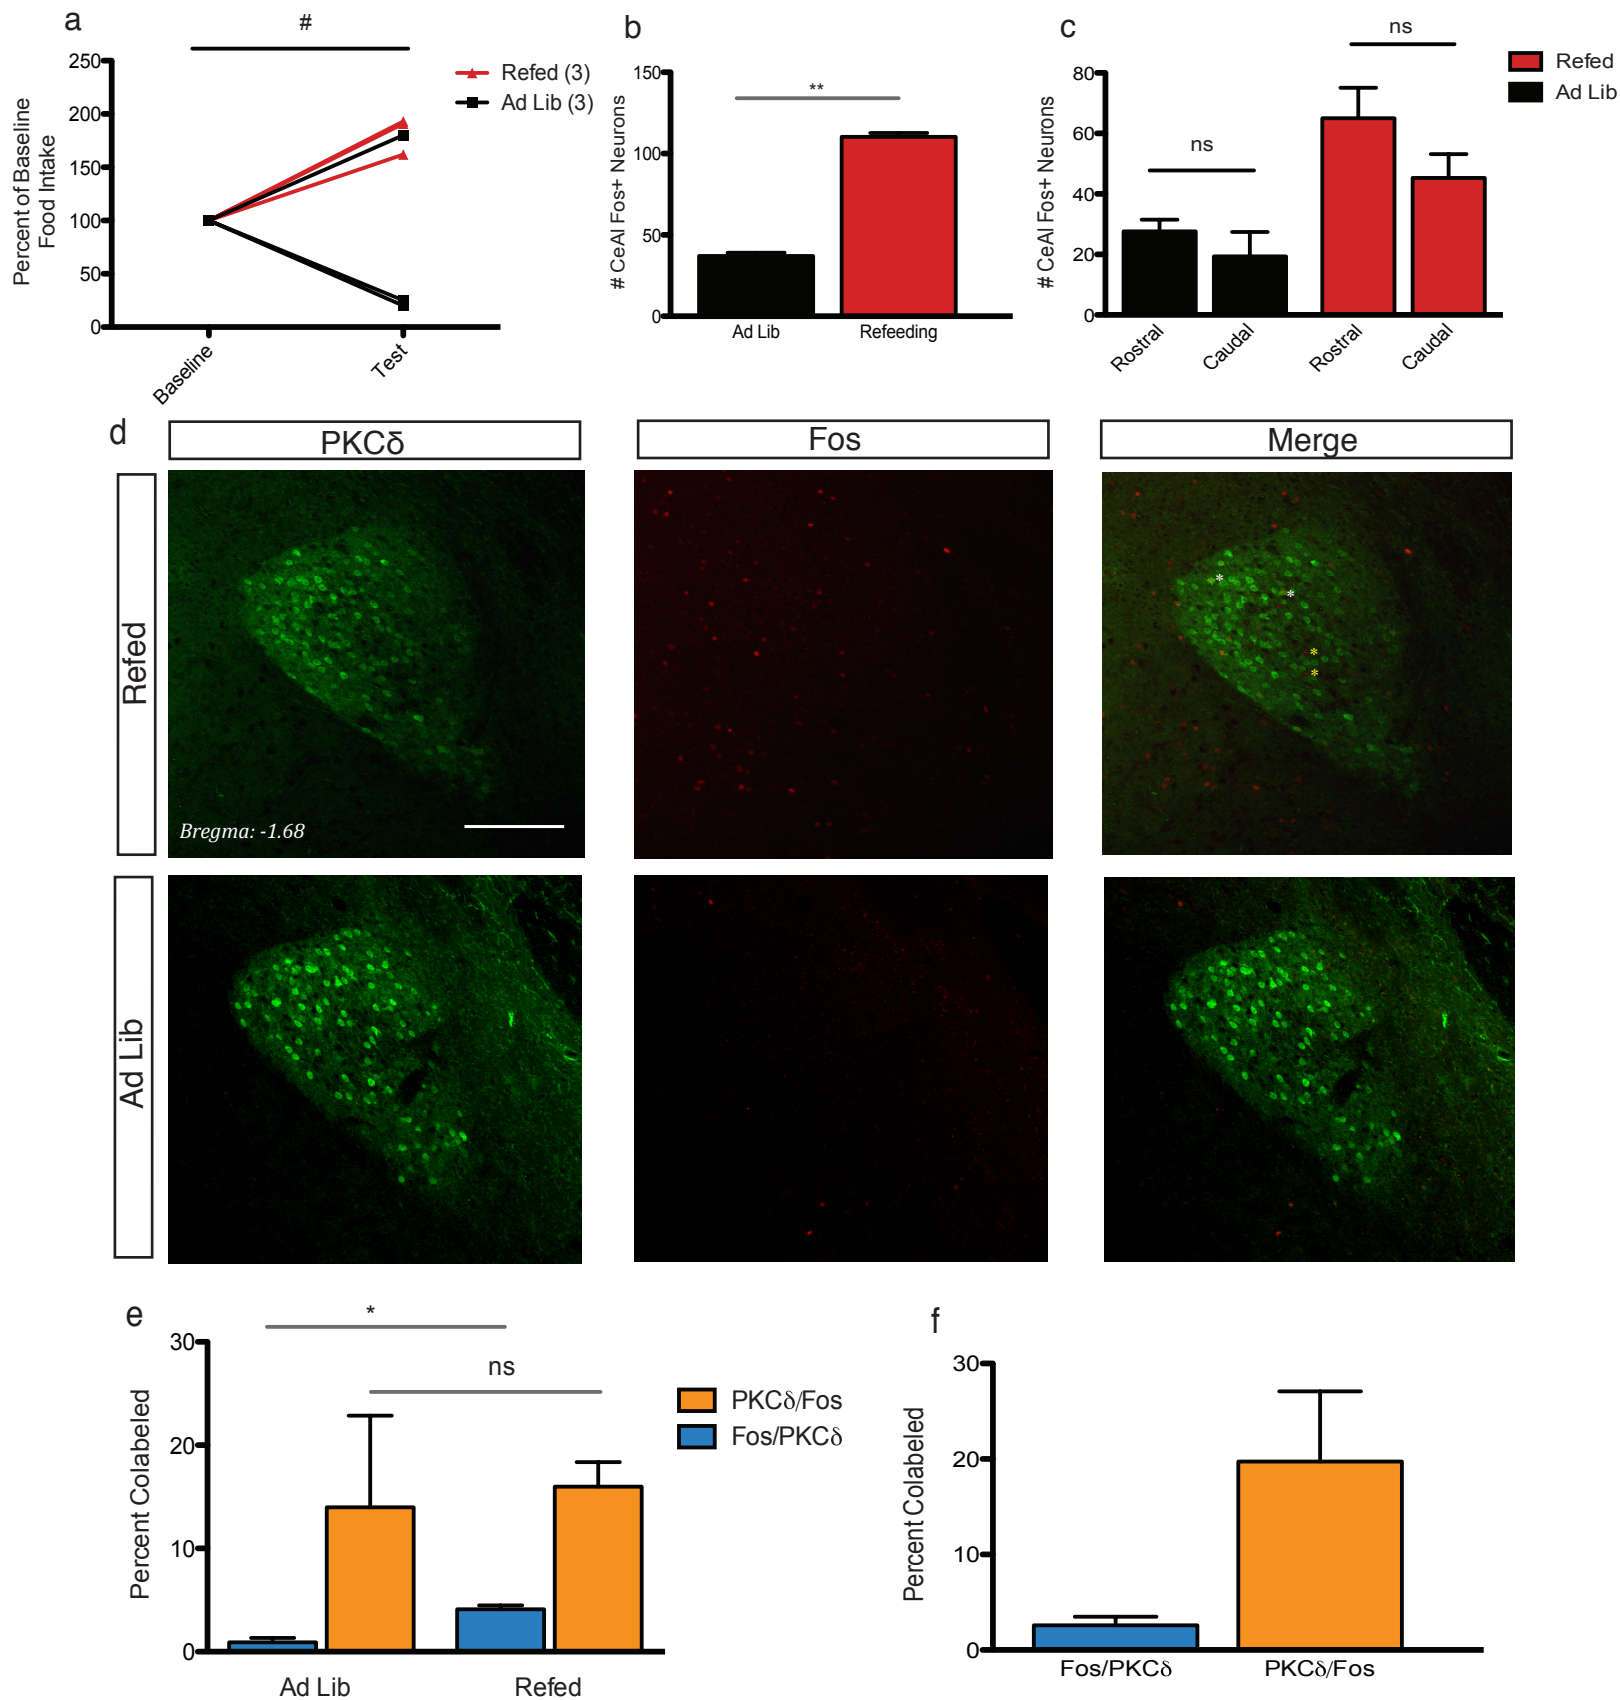 a
#
250
200
150
100
50
0
Percent of Baseline
Food Intake
Baseline
Test
Refed (3)
Ad Lib (3)
b
**
150
100
50
0
# CeAl Fos+ Neurons
Ad Lib
Refeeding
c
ns
ns
80
60
40
20
0
# CeAl Fos+ Neurons
Rostral
Caudal
Rostral
Caudal
Refed
Ad Lib
d
PKCδ
Fos
Merge
Refed
Bregma: -1.68
*
*
*
*
Ad Lib
e
*
ns
30
20
10
0
Percent Colabeled
Ad Lib
Refed
PKCδ/Fos
Fos/PKCδ
f
30
20
10
0
Percent Colabeled
Fos/PKCδ
PKCδ/Fos